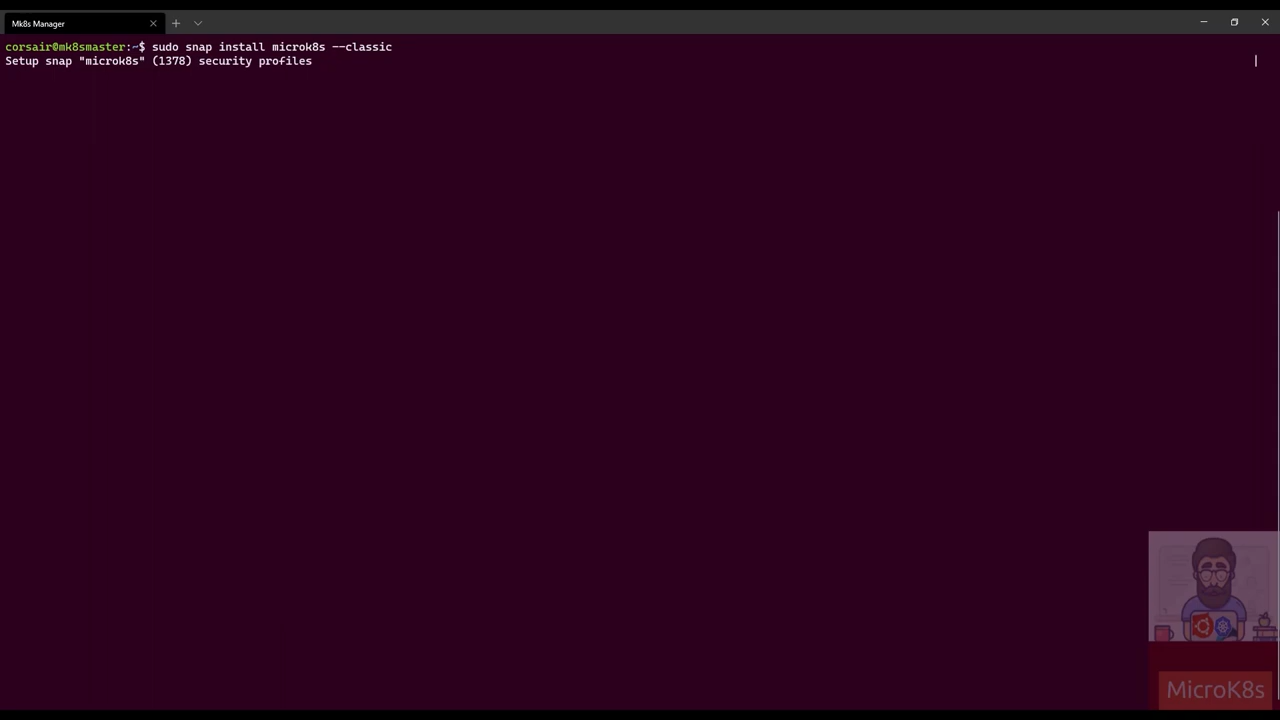 Mk8s Manager
corsair@mk8smaster:~$ sudo snap install microk8s --classic
Setup snap "microk8s" (1378) security profiles |
MicroK8s